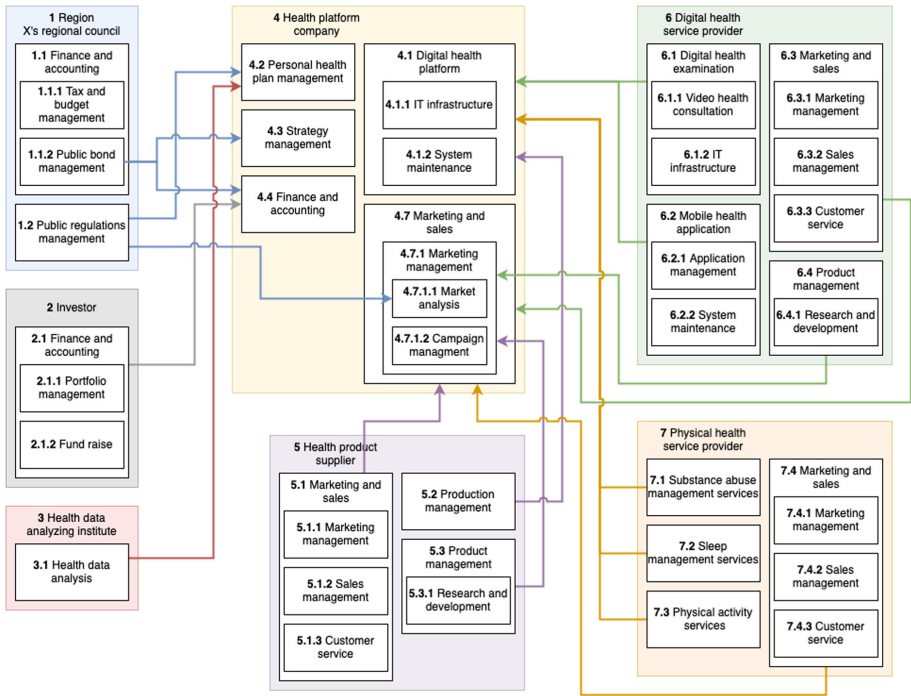 1 Region
X's regional council
1.1 Finance and
accounting
1.1.1 Tax and
budget
management
1.1.2 Public bond
management
1.2 Public regulations
management
2 Investor
2.1 Finance and
accounting
2.1.1 Portfolio
management
2.1.2 Fund raise
3 Health data
analyzing institute
3.1 Health data
analysis
4 Health platform
company
4.2 Personal health
plan management
4.3 Strategy
management
4.4 Finance and
accounting
4.1 Digital health
platform
4.1.1 IT infrastructure
4.1.2 System
maintenance
4.7 Marketing and
sales
4.7.1 Marketing
management
4.7.1.1 Market
analysis
4.7.1.2 Campaign
managment
5 Health product
supplier
5.1 Marketing and
sales
5.1.1 Marketing
management
5.1.2 Sales
management
5.1.3 Customer
service
5.2 Production
management
5.3 Product
management
5.3.1 Research and
development
6 Digital health
service provider
6.1 Digital health
examination
6.1.1 Video health
consultation
6.1.2 IT
infrastructure
6.2 Mobile health
application
6.2.1 Application
management
6.2.2 System
maintenance
6.3 Marketing and
sales
6.3.1 Marketing
management
6.3.2 Sales
management
6.3.3 Customer
service
6.4 Product
management
6.4.1 Research and
development
7 Physical health
service provider
7.1 Substance abuse
management services
7.2 Sleep
management services
7.3 Physical activity
services
7.4 Marketing and
sales
7.4.1 Marketing
management
7.4.2 Sales
management
7.4.3 Customer
service